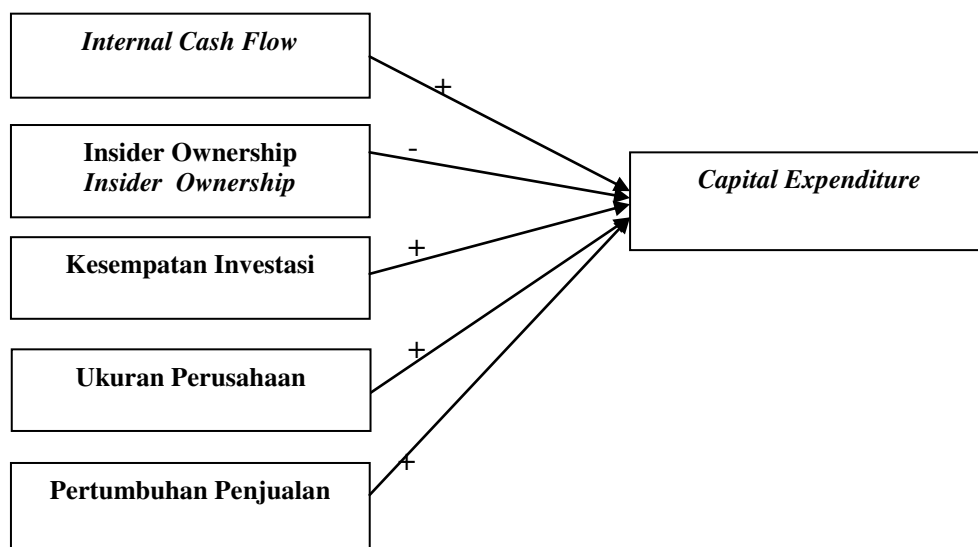 Internal Cash Flow
+
Insider Ownership
Insider Ownership
-
Capital Expenditure
Kesempatan Investasi
+
Ukuran Perusahaan
+
Pertumbuhan Penjualan
+